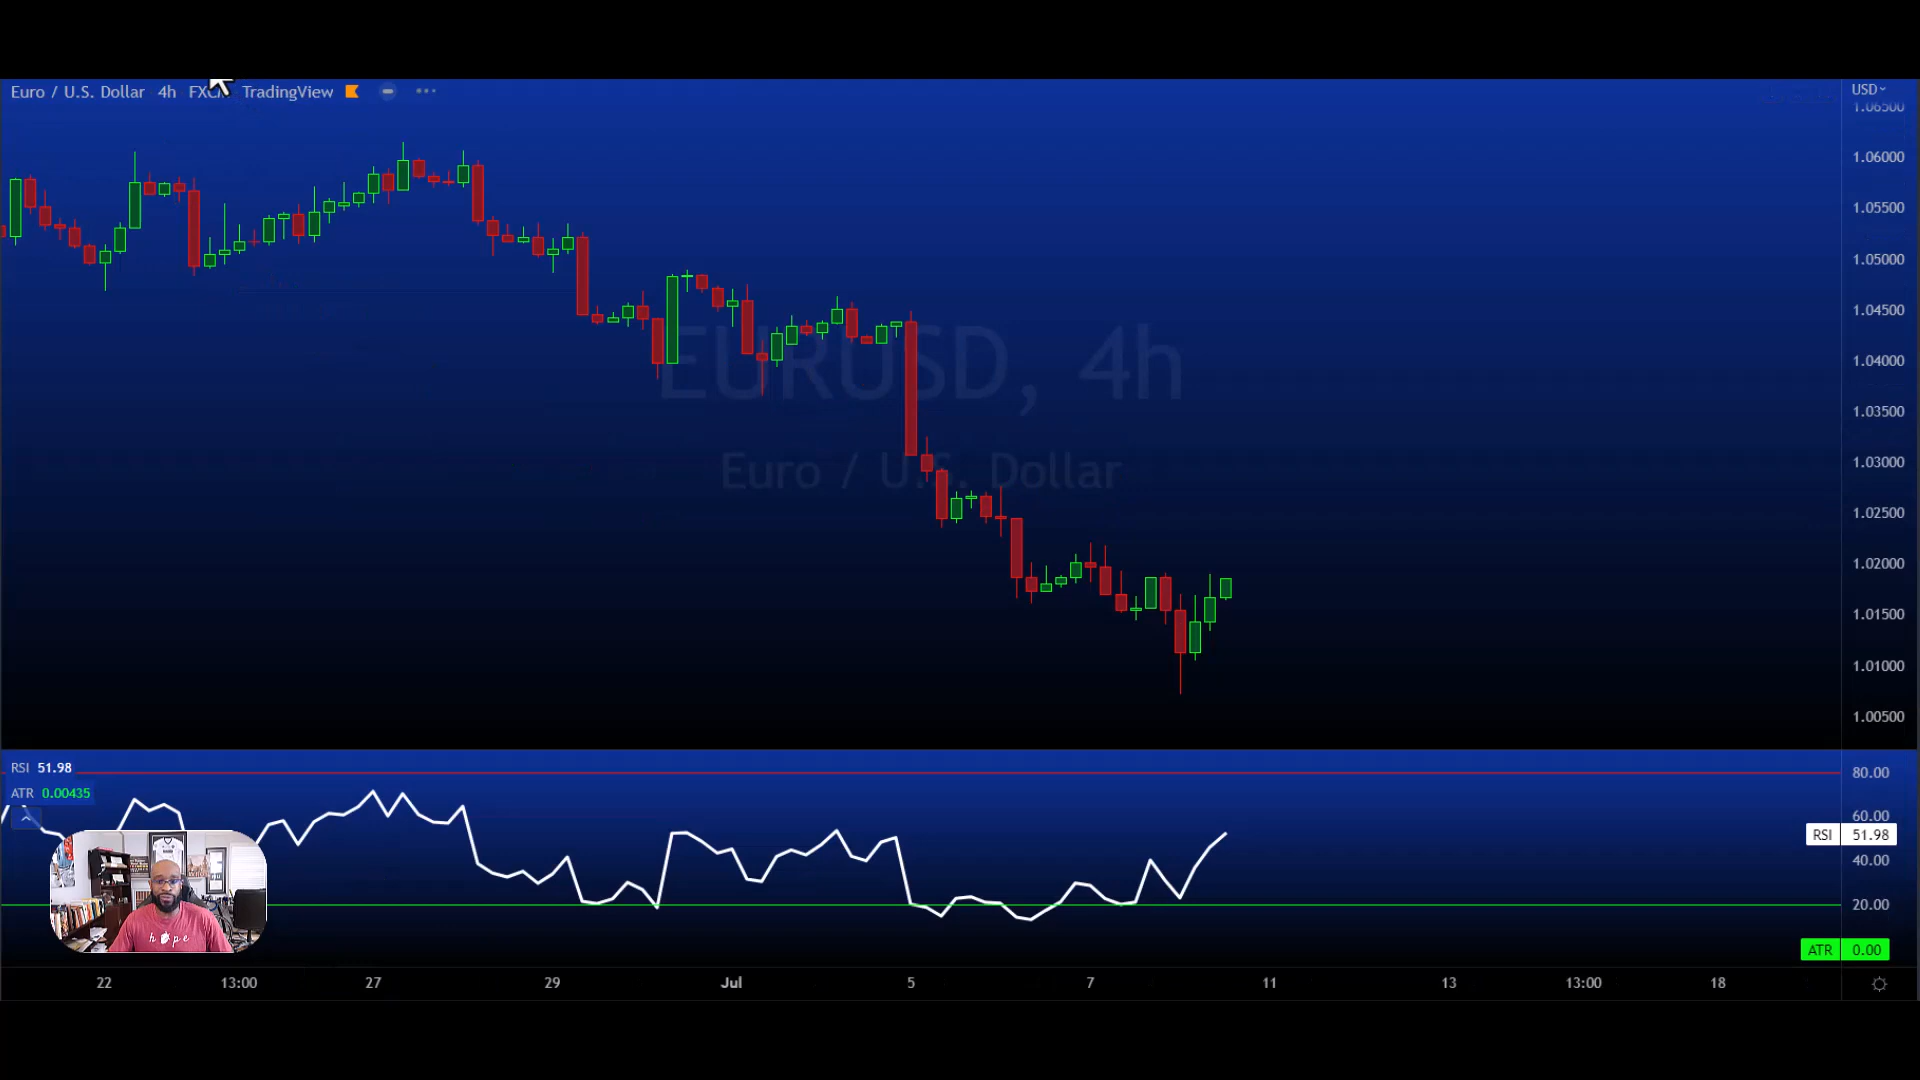 Euro / U.S. Dollar 4h FXCM TradingView
USD
1.06500
1.06000
1.05500
1.05000
1.04500
1.04000
1.03500
1.03000
1.02500
1.02000
1.01500
1.01000
1.00500
EURUSD, 4h
Euro / U.S. Dollar
RSI 51.98
ATR 0.00435
80.00
60.00
RSI 51.98
40.00
20.00
ATR 0.00
hope
22 13:00 27 29 Jul 5 7 11 13 13:00 18